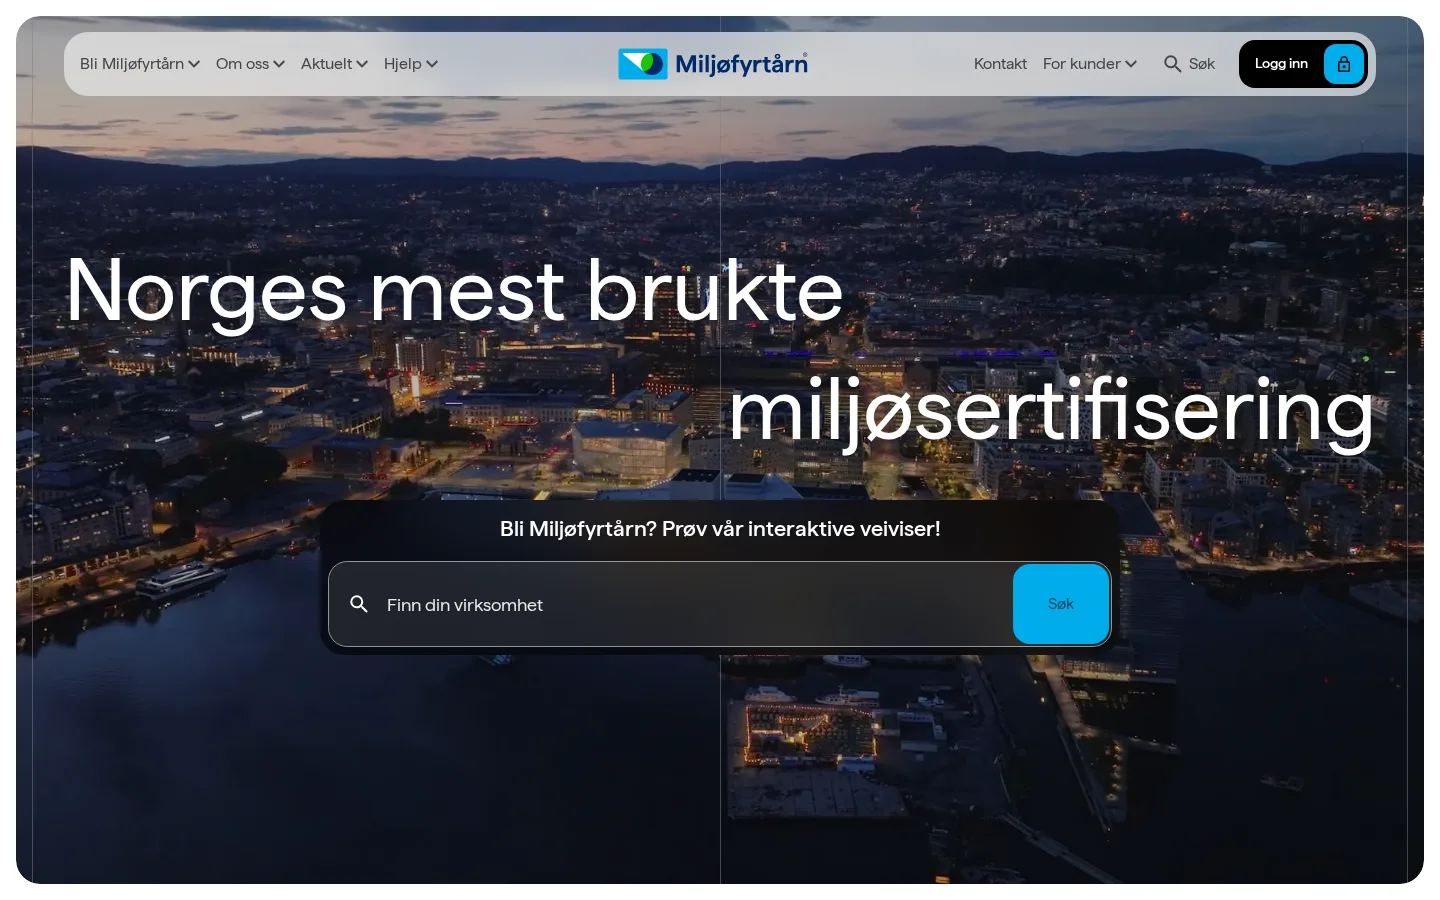 Bli Miljøfyrtårn
Om oss
Aktuelt
Hjelp
Miljøfyrtårn®
Kontakt
For kunder
Søk
Logg inn
Norges mest brukte
miljøsertifisering
Bli Miljøfyrtårn? Prøv vår interaktive veiviser!
Finn din virksomhet
Søk